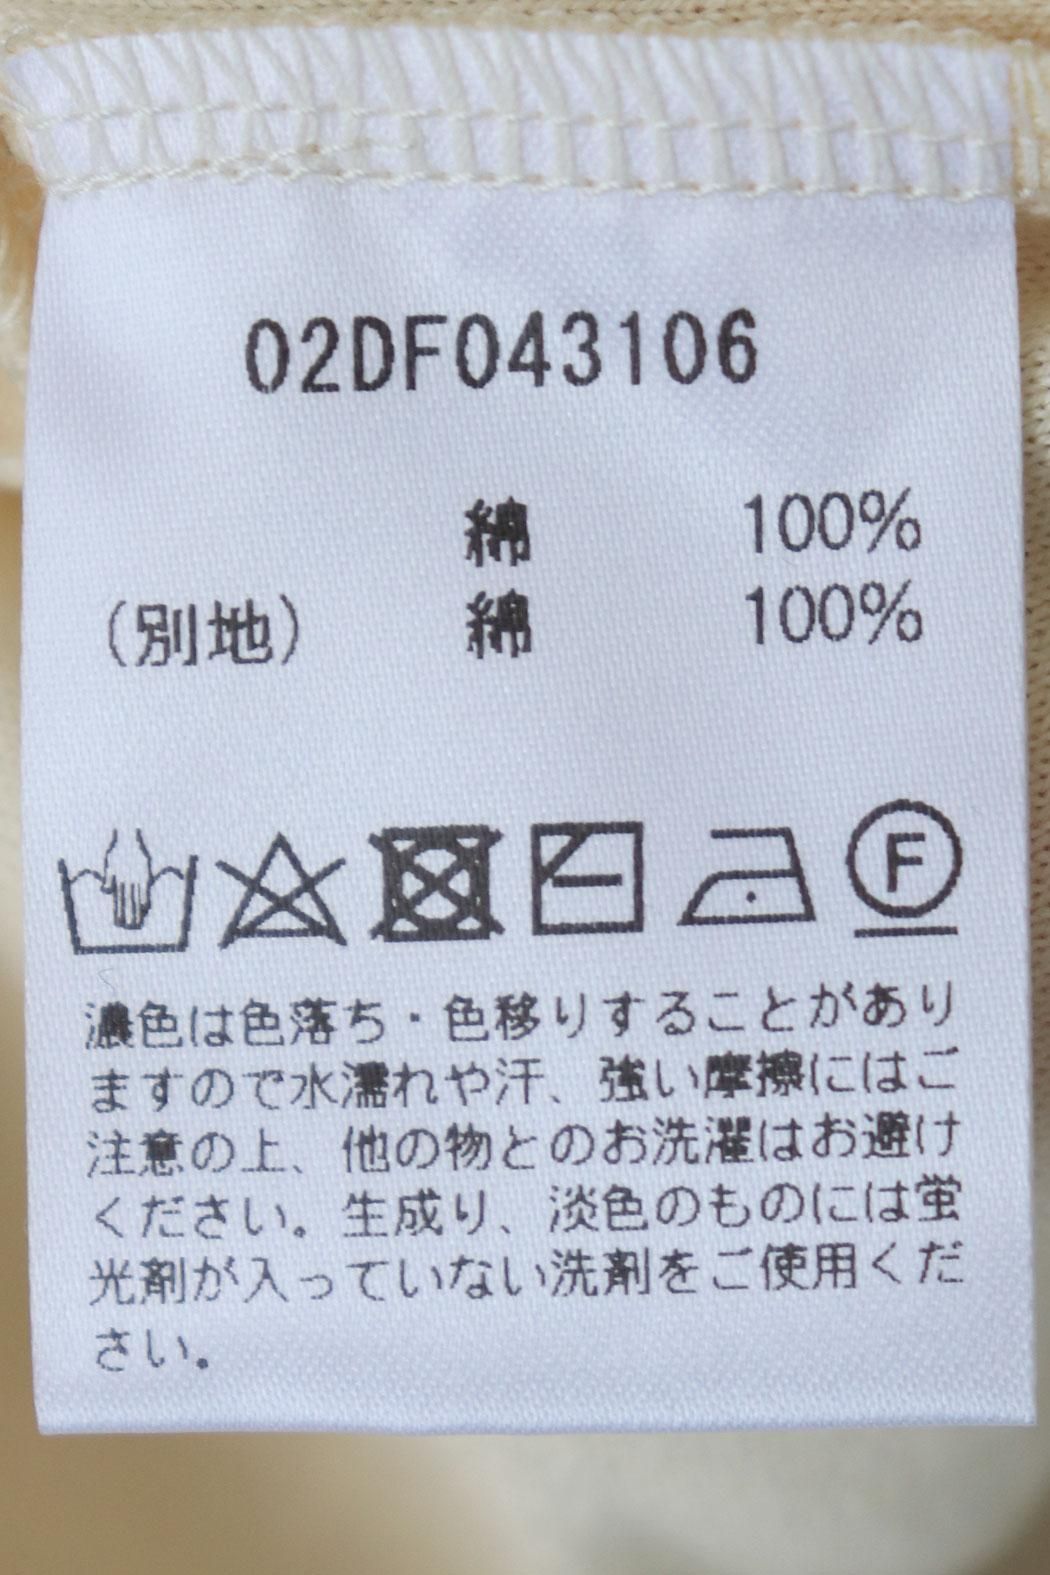 02DF043106
綿 100%
(別地) 綿 100%
F
濃色は色落ち・色移りすることがあり
ますので水濡れや汗、強い摩擦にはご
注意の上、他の物とのお洗濯はお避け
ください。生成り、淡色のものには蛍
光剤が入っていない洗剤をご使用くだ
さい。